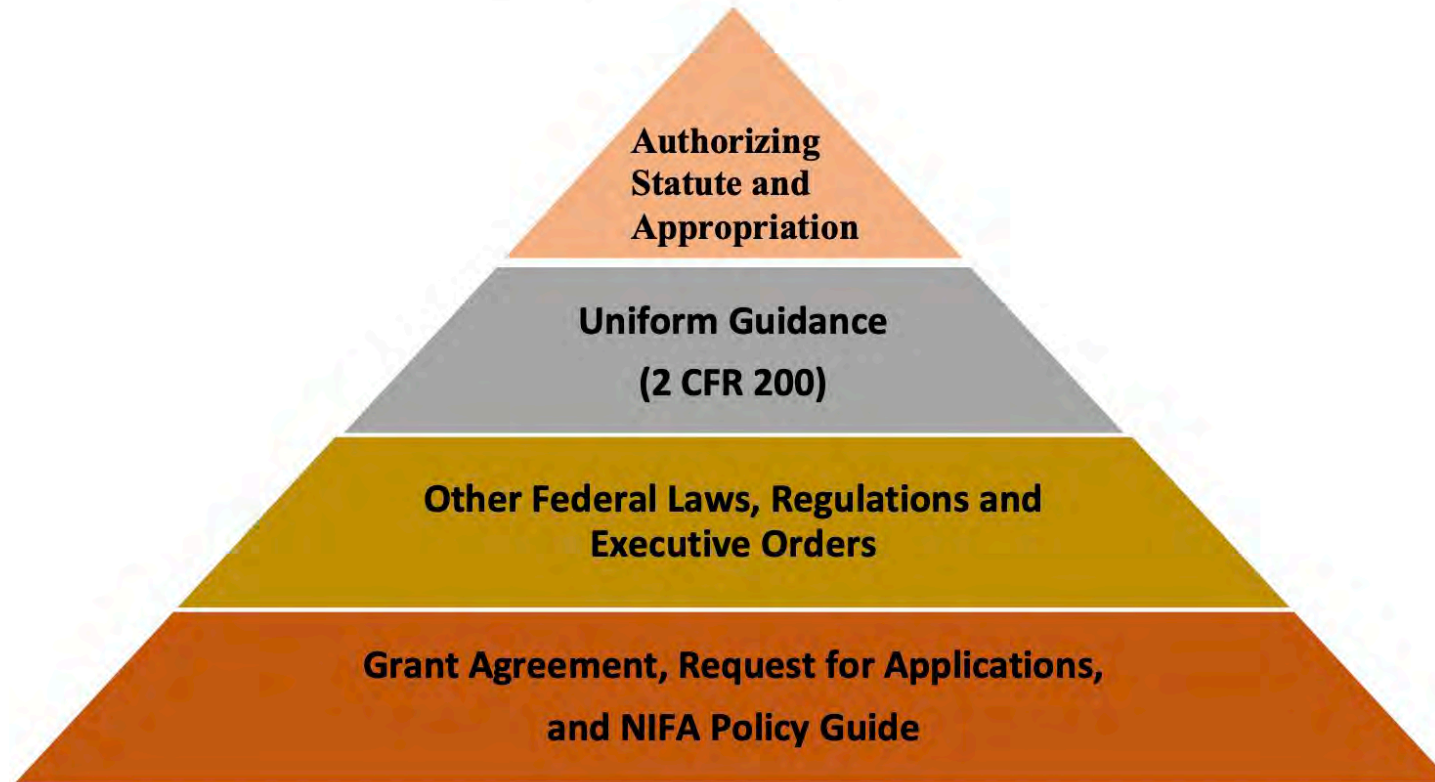 Authorizing
Statute and
Appropriation
Uniform Guidance
(2 CFR 200)
Other Federal Laws, Regulations and
Executive Orders
Grant Agreement, Request for Applications,
and NIFA Policy Guide